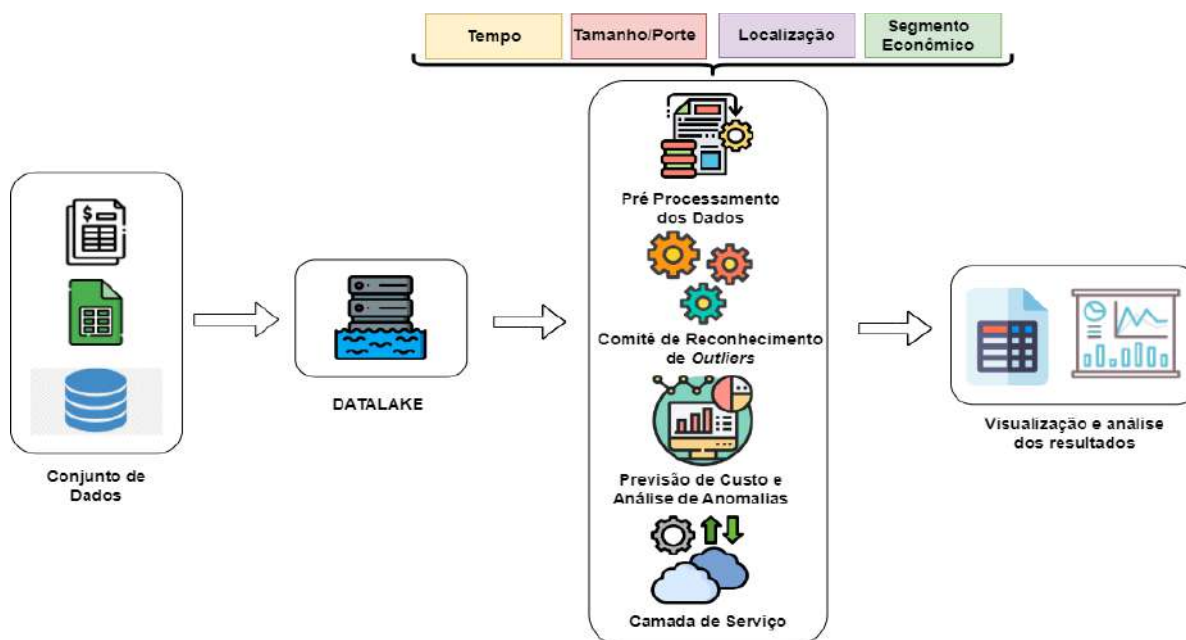 Tempo
Tamanho/Porte
Localização
Segmento
Econômico
$
Pré Processamento
dos Dados
Comitê de Reconhecimento
de Outliers
DATALAKE
Visualização e análise
dos resultados
Conjunto de
Dados
Previsão de Custo e
Análise de Anomalias
Camada de Serviço